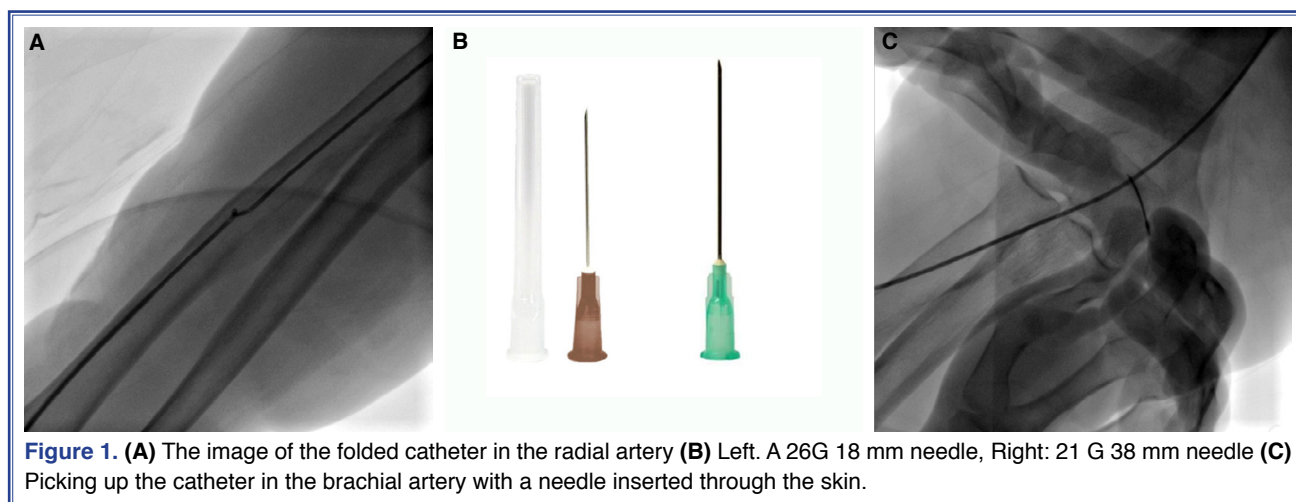 A
B
C
Figure 1. (A) The image of the folded catheter in the radial artery (B) Left. A 26G 18 mm needle, Right: 21 G 38 mm needle (C)
Picking up the catheter in the brachial artery with a needle inserted through the skin.